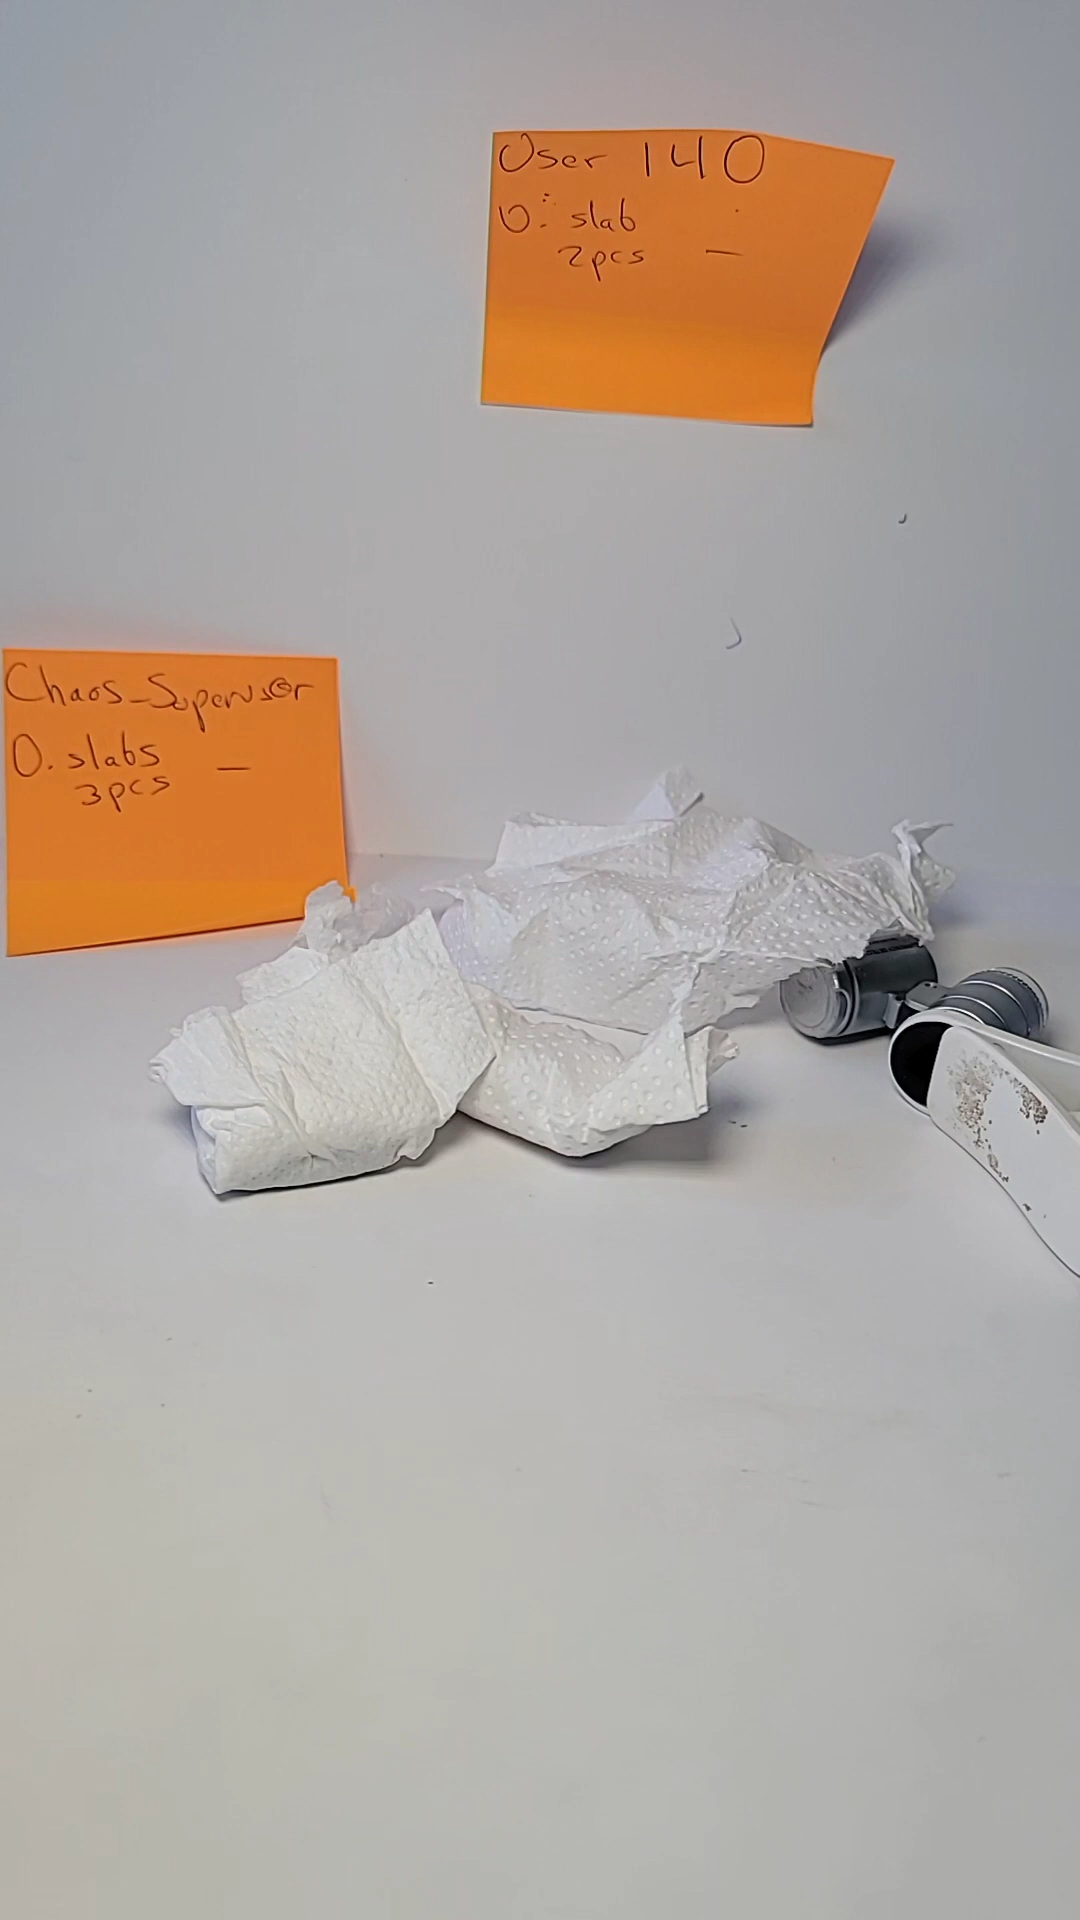 User 140
O: slab
2pcs –
Chaos_Supervisor
O. slabs –
3pcs